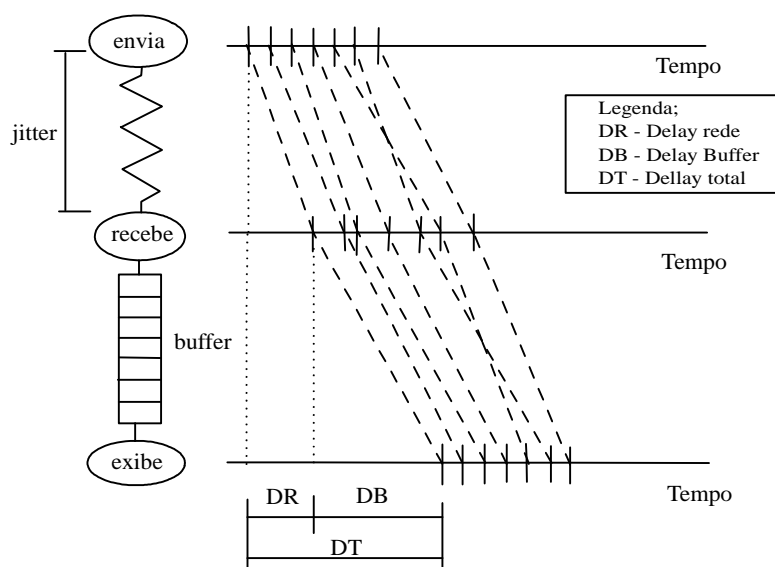 envia
Tempo
Legenda;
DR - Delay rede
DB - Delay Buffer
DT - Dellay total
jitter
recebe
Tempo
buffer
exibe
Tempo
DR
DB
DT